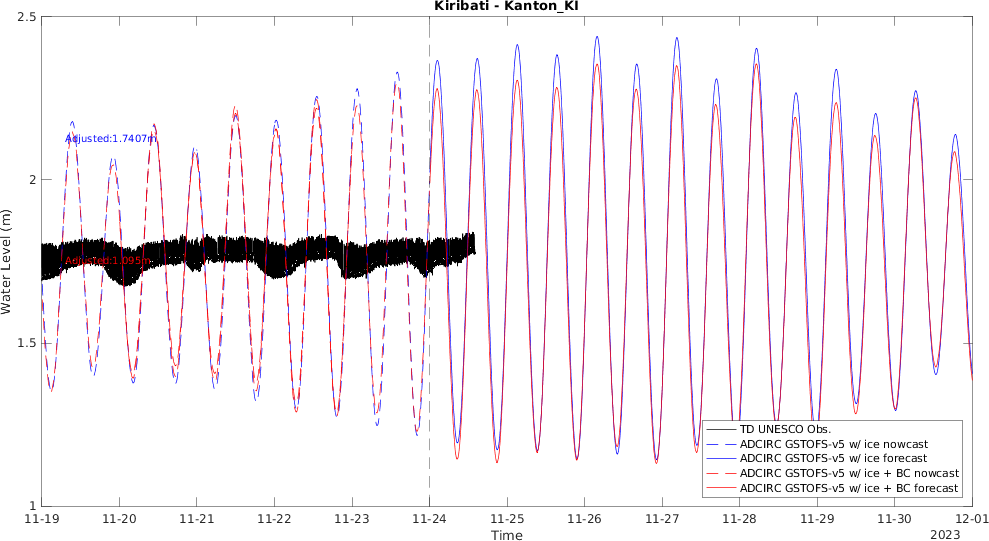 Kiribati - Kanton_KI
2.5
Adjusted:1.7407m
2
Adjusted:1.095m
Water Level (m)
1.5
TD UNESCO Obs.
ADCIRC GSTOFS-v5 w/ ice nowcast
ADCIRC GSTOFS-v5 w/ ice forecast
ADCIRC GSTOFS-v5 w/ ice + BC nowcast
ADCIRC GSTOFS-v5 w/ ice + BC forecast
1
11-19 11-20 11-21 11-22 11-23 11-24 11-25 11-26 11-27 11-28 11-29 11-30 12-01
Time
2023